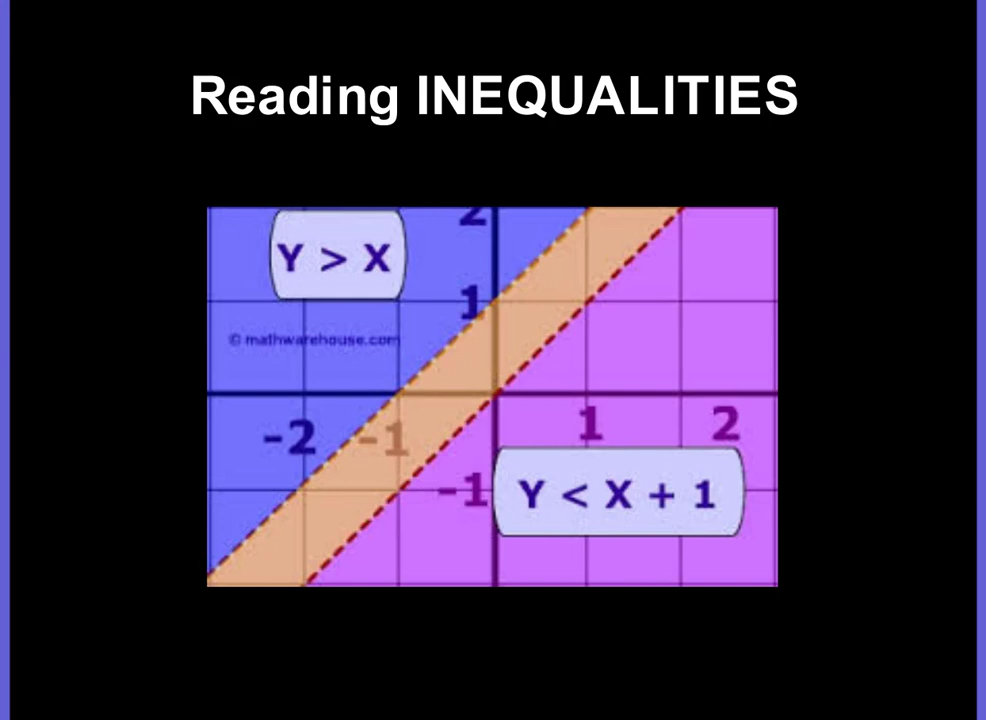 Reading INEQUALITIES
2
Y > X
1
© mathwarehouse.com
-2 -1 1 2
-1
Y < X + 1